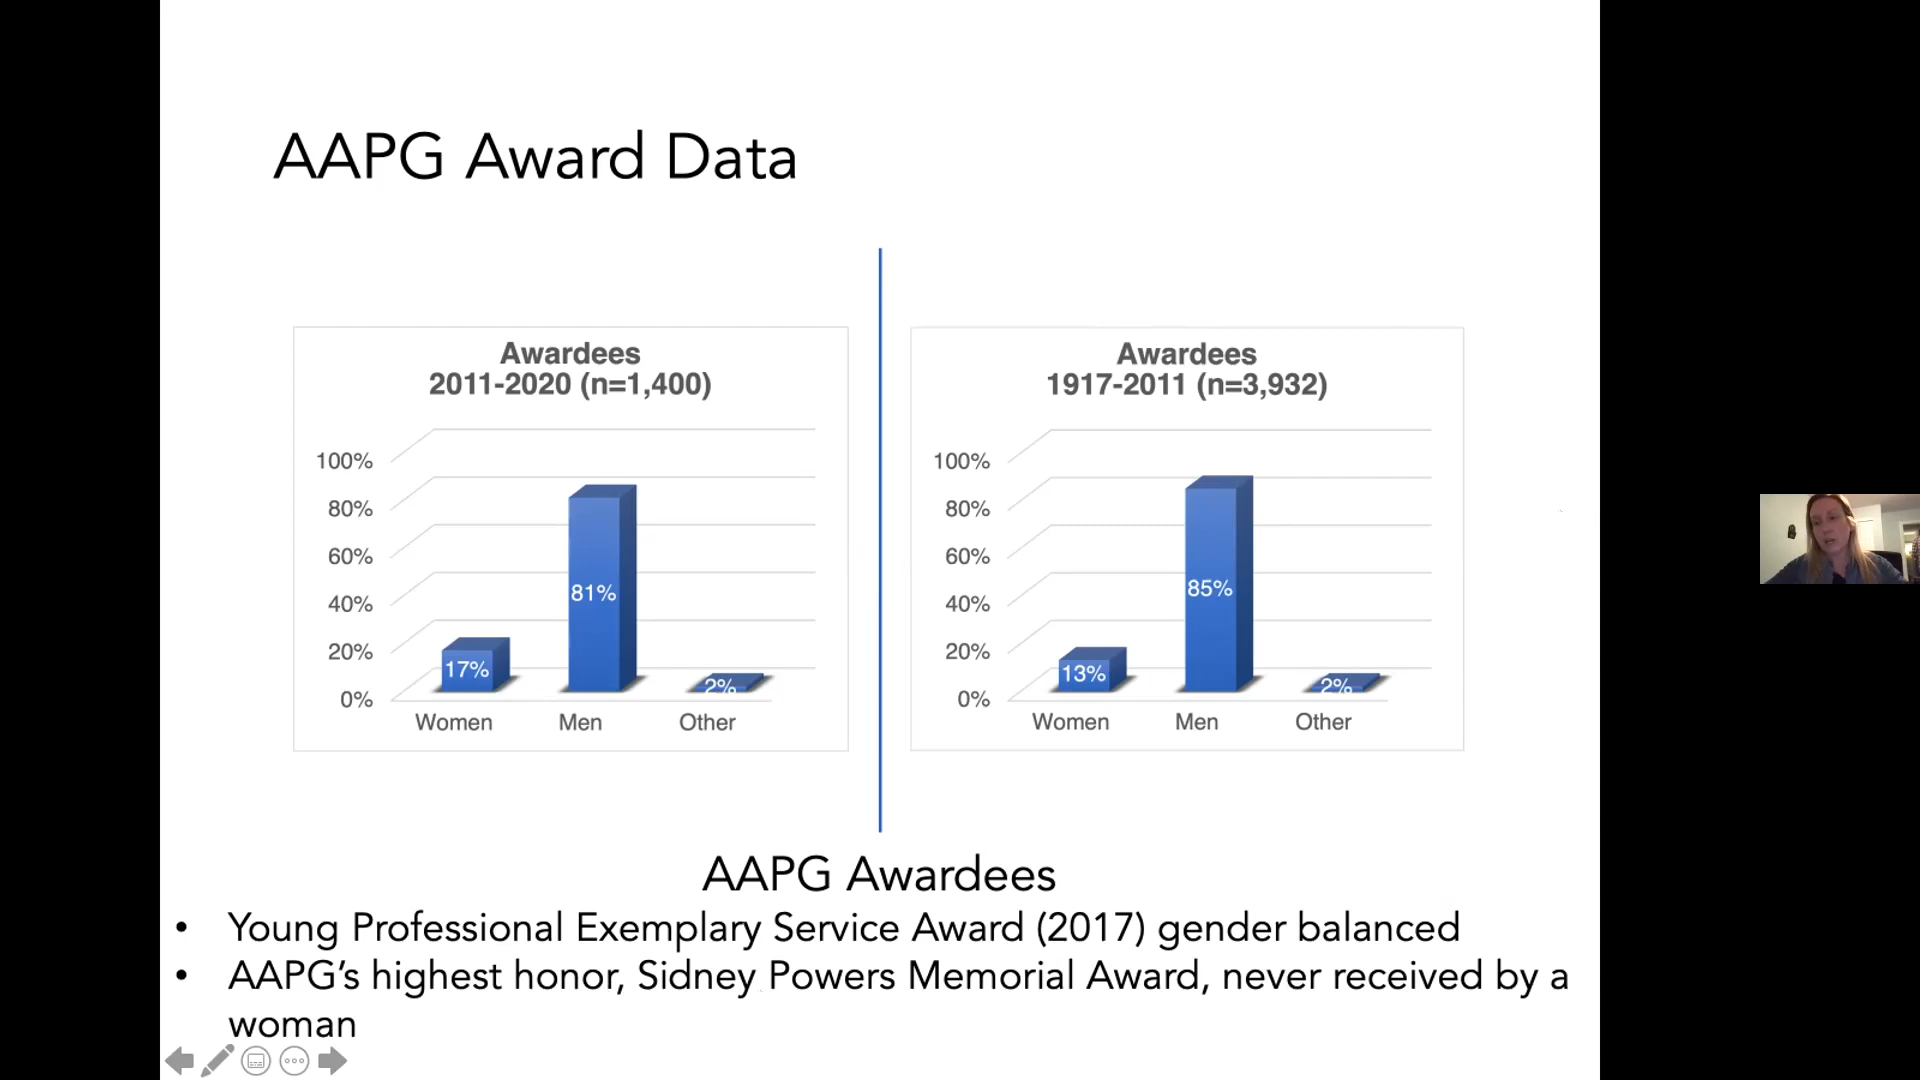 AAPG Award Data
Awardees
2011-2020 (n=1,400)
100%
80%
60%
40%
20%
0%
17%
81%
2%
Women
Men
Other
Awardees
1917-2011 (n=3,932)
100%
80%
60%
40%
20%
0%
13%
85%
2%
Women
Men
Other
AAPG Awardees
• Young Professional Exemplary Service Award (2017) gender balanced
• AAPG’s highest honor, Sidney Powers Memorial Award, never received by a
woman